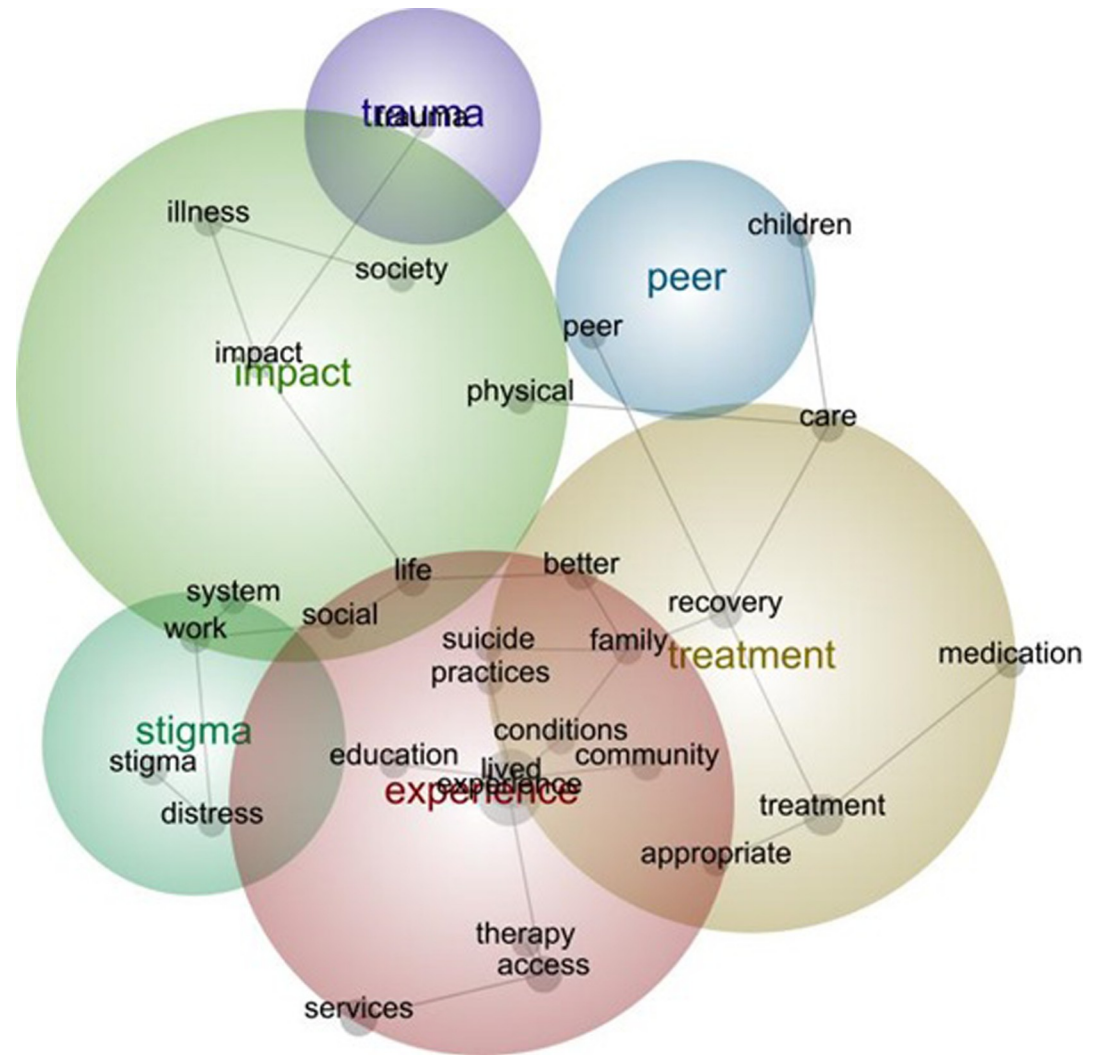 trauma
trauma
illness
children
society
peer
peer
impact
impact
physical
care
life
better
system
social
recovery
work
suicide
family
treatment
medication
practices
stigma
conditions
stigma
education
community
lived
experience
experience
distress
treatment
appropriate
therapy
access
services